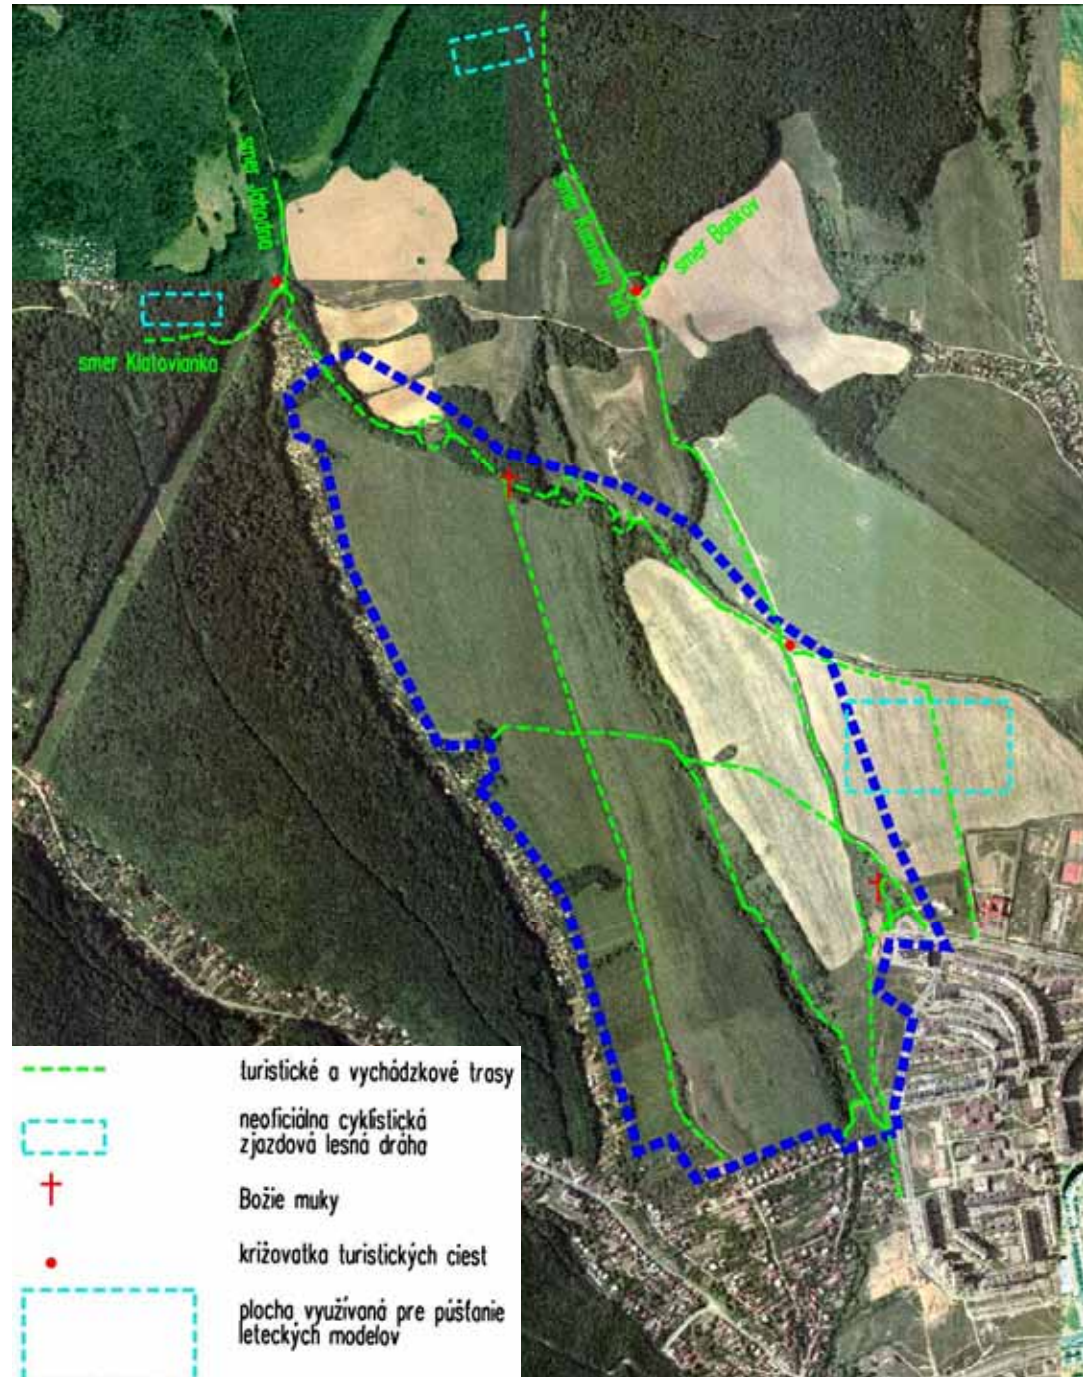 smer Jahodná
smer Kamenný hrb
smer Bankov
smer Klatovianka
turistické a vychádzkové trasy
neoficiálna cyklistická
zjazdová lesná dráha
Božie muky
križovatka turistických ciest
plocha využívaná pre púšťanie
leteckých modelov